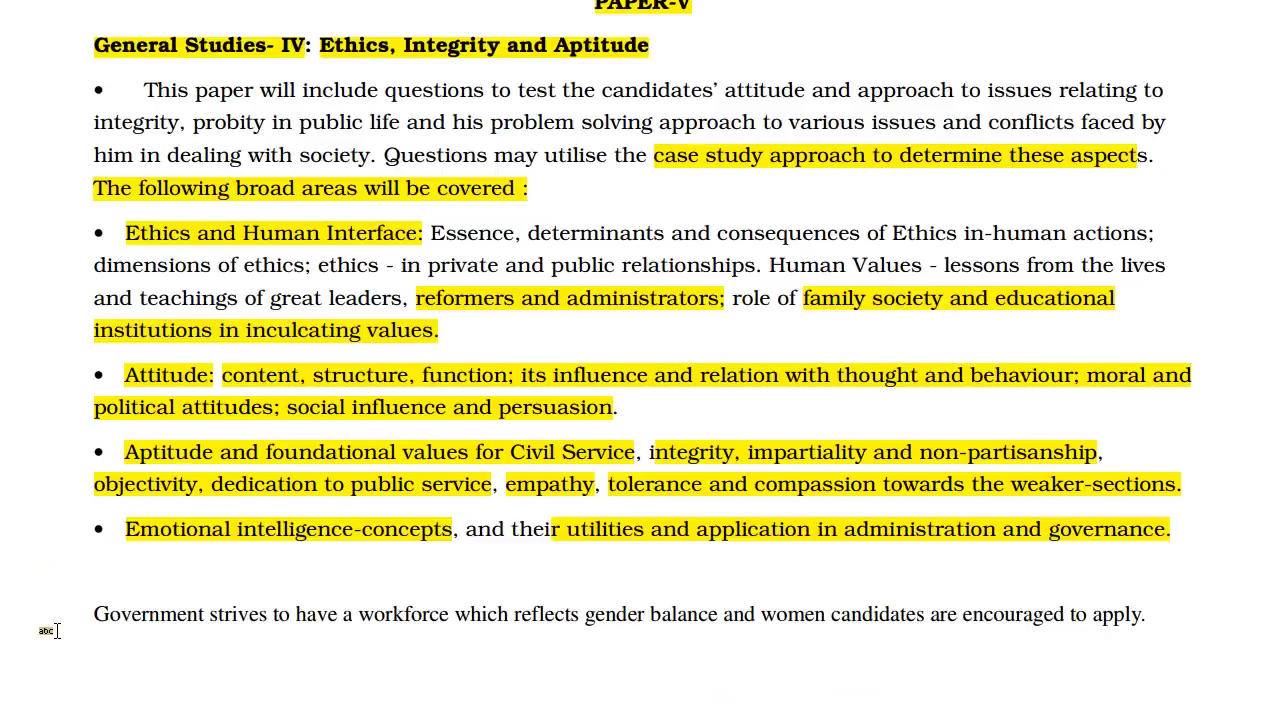 PAPER-V
General Studies- IV: Ethics, Integrity and Aptitude
• This paper will include questions to test the candidates’ attitude and approach to issues relating to
integrity, probity in public life and his problem solving approach to various issues and conflicts faced by
him in dealing with society. Questions may utilise the case study approach to determine these aspects.
The following broad areas will be covered :
• Ethics and Human Interface: Essence, determinants and consequences of Ethics in-human actions;
dimensions of ethics; ethics - in private and public relationships. Human Values - lessons from the lives
and teachings of great leaders, reformers and administrators; role of family society and educational
institutions in inculcating values.
• Attitude: content, structure, function; its influence and relation with thought and behaviour; moral and
political attitudes; social influence and persuasion.
• Aptitude and foundational values for Civil Service, integrity, impartiality and non-partisanship,
objectivity, dedication to public service, empathy, tolerance and compassion towards the weaker-sections.
• Emotional intelligence-concepts, and their utilities and application in administration and governance.
Government strives to have a workforce which reflects gender balance and women candidates are encouraged to apply.
abc